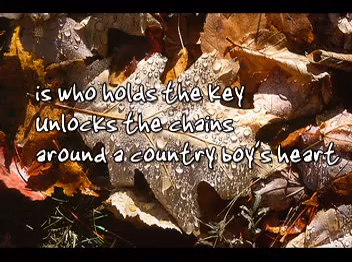 is who holds the key
unlocks the chains
around a country boy's heart